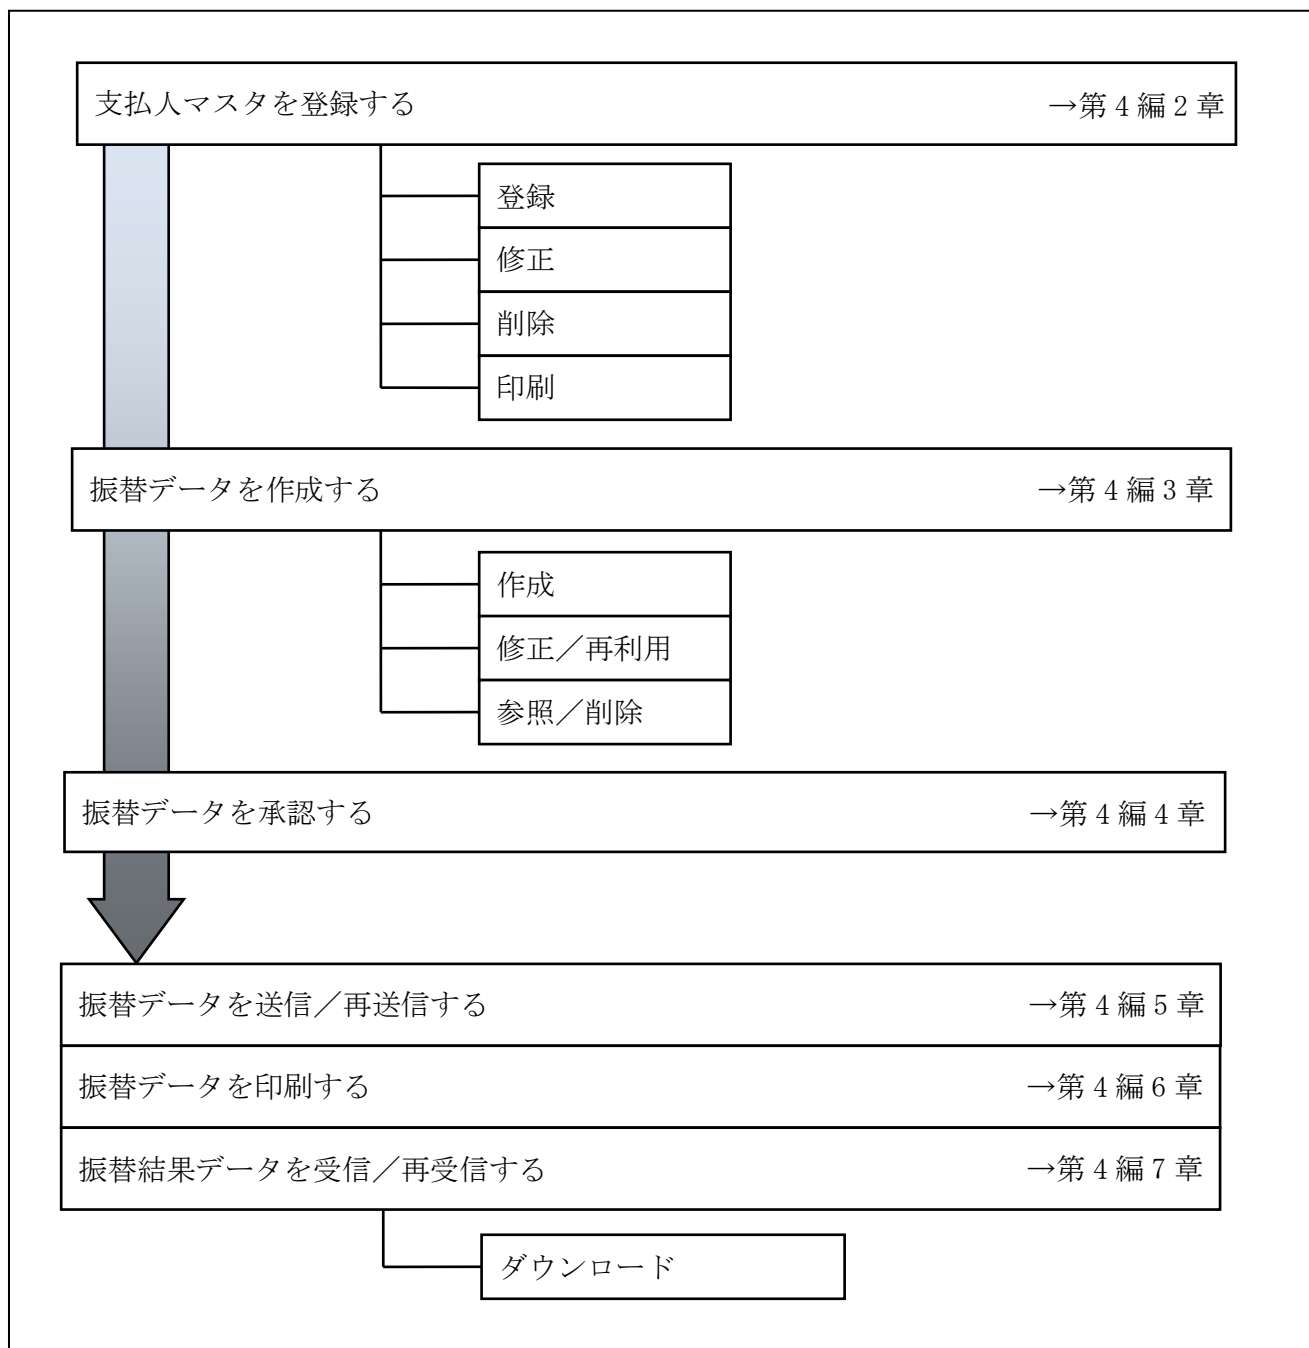 支払人マスタを登録する →第4編2章
登録
修正
削除
印刷
振替データを作成する →第4編3章
作成
修正／再利用
参照／削除
振替データを承認する →第4編4章
振替データを送信／再送信する →第4編5章
振替データを印刷する →第4編6章
振替結果データを受信／再受信する →第4編7章
ダウンロード